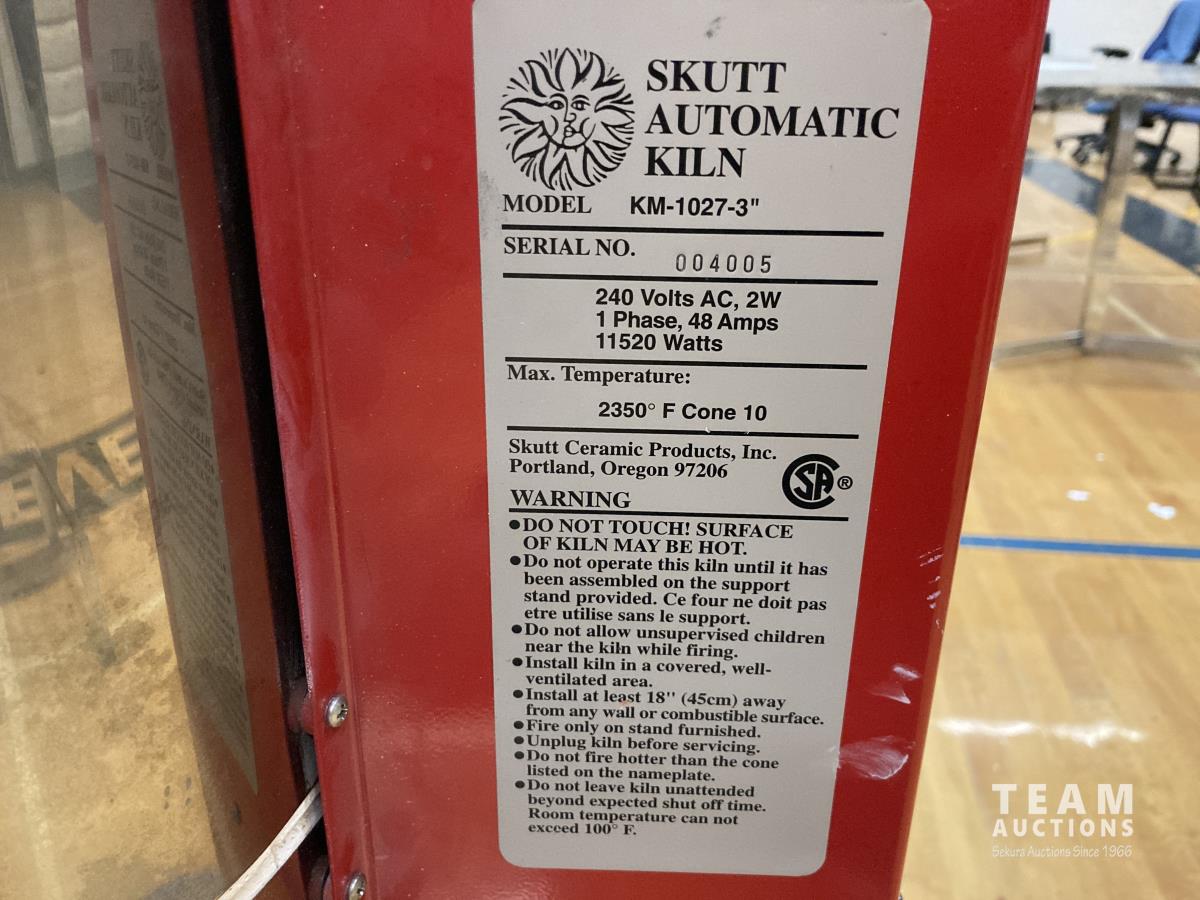 SKUTT
AUTOMATIC
KILN
MODEL KM-1027-3"
SERIAL NO. 004005
240 Volts AC, 2W
1 Phase, 48 Amps
11520 Watts
Max. Temperature:
2350° F Cone 10
Skutt Ceramic Products, Inc.
Portland, Oregon 97206
SA ®
WARNING
●DO NOT TOUCH! SURFACE
OF KILN MAY BE HOT.
●Do not operate this kiln until it has
been assembled on the support
stand provided. Ce four ne doit pas
etre utilise sans le support.
●Do not allow unsupervised children
near the kiln while firing.
●Install kiln in a covered, well-
ventilated area.
●Install at least 18" (45cm) away
from any wall or combustible surface.
●Fire only on stand furnished.
●Unplug kiln before servicing.
●Do not fire hotter than the cone
listed on the nameplate.
●Do not leave kiln unattended
beyond expected shut off time.
Room temperature can not
exceed 100° F.
TEAM
AUCTIONS
Sekura Auctions Since 1966